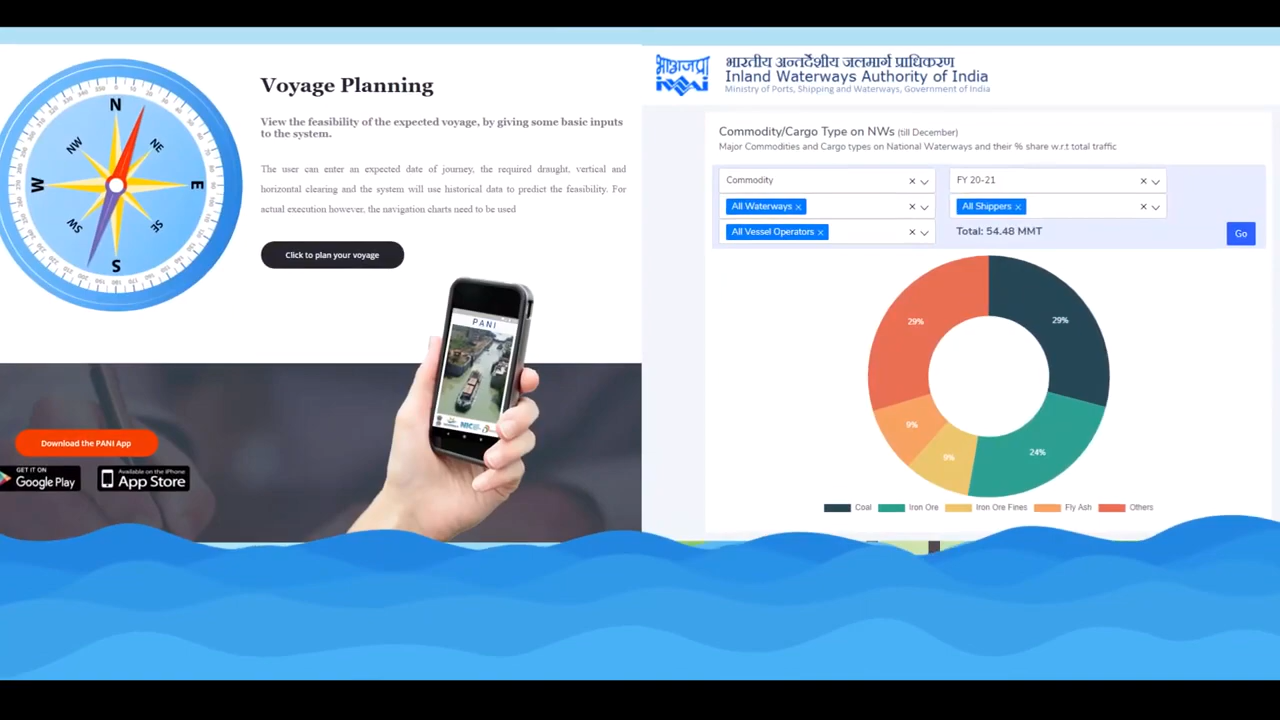 N
NE
E
SE
S
SW
W
NW
Voyage Planning
View the feasibility of the expected voyage, by giving some basic inputs
to the system.
The user can enter an expected date of journey, the required draught, vertical and
horizontal clearing and the system will use historical data to predict the feasibility. For
actual execution however, the navigation charts need to be used
Click to plan your voyage
PANI
NIC
Download the PANI App
GET IT ON
Google Play
Available on the iPhone
App Store
भारतीय अन्तर्देशीय जलमार्ग प्राधिकरण
Inland Waterways Authority of India
Ministry of Ports, Shipping and Waterways, Government of India
Commodity/Cargo Type on NWs (till December)
Major Commodities and Cargo types on National Waterways and their % share w.r.t total traffic
Commodity
FY 20-21
All Waterways ×
All Shippers ×
All Vessel Operators ×
Total: 54.48 MMT
Go
29%
29%
9%
9%
24%
Coal
Iron Ore
Iron Ore Fines
Fly Ash
Others